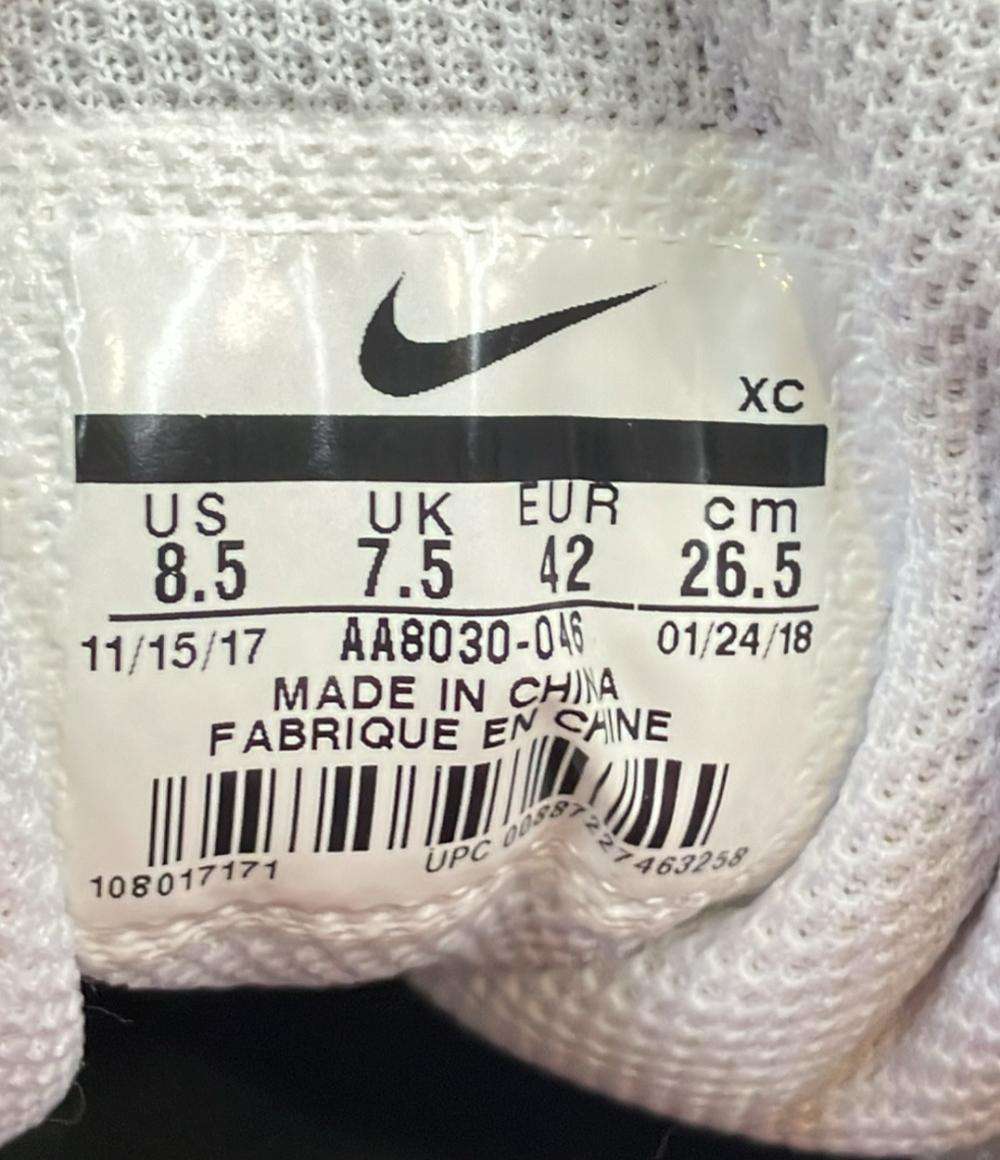 XC
US UK EUR cm
8.5 7.5 42 26.5
11/15/17 AA8030-046 01/24/18
MADE IN CHINA
FABRIQUE EN CHINE
108017171 UPC 00887227463258